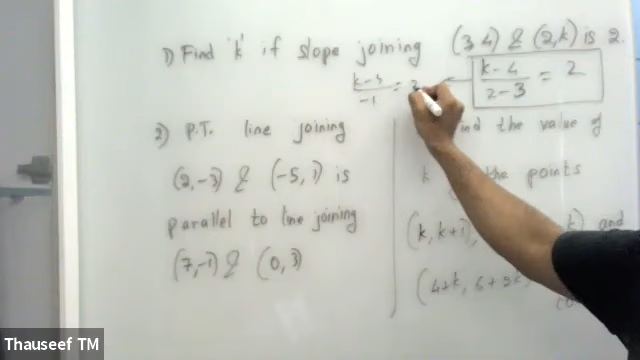 1) Find 'k' if slope joining (3,4) & (2,k) is 2.
k-4/-1 = 2
k-4/2-3 = 2
2) P.T. line joining
(2,-3) & (-5,1) is
parallel to line joining
(7,-1) & (0,3)
the value of
k the points
(k, k+1), k) and
(4+k, 6+
Thauseef TM